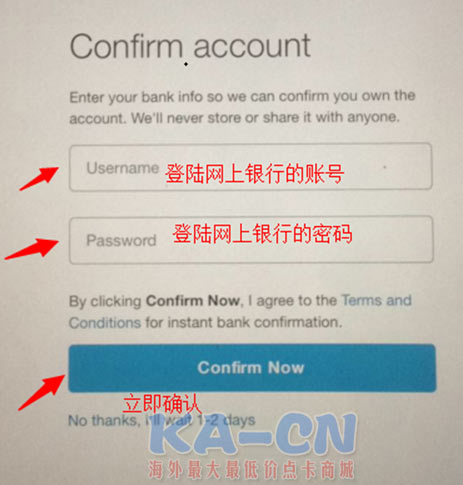 Confirm account
Enter your bank info so we can confirm you own the
account. We'll never store or share it with anyone.
Username 登陆网上银行的账号
Password 登陆网上银行的密码
By clicking Confirm Now, I agree to the Terms and
Conditions for instant bank confirmation.
Confirm Now
立即确认
No thanks, i'll wait 1-2 days
KA-CN
海外最大最低价点卡商城